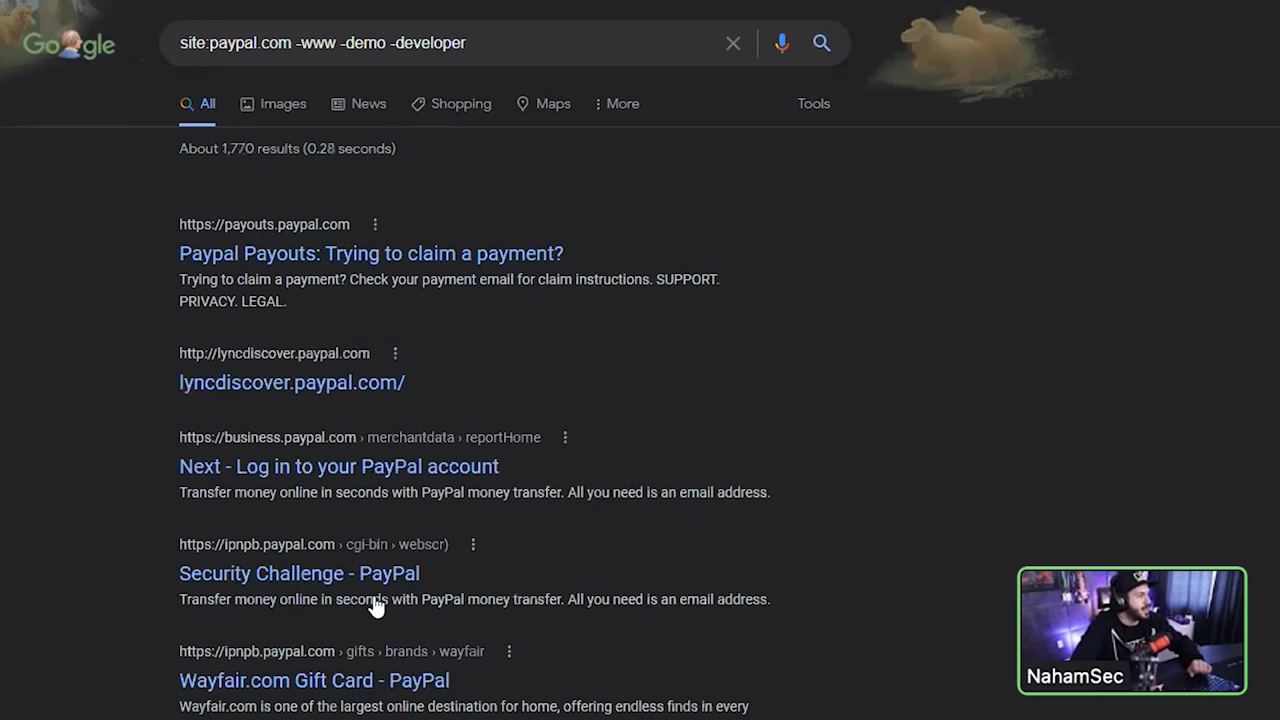 Google
site:paypal.com -www -demo -developer
All
Images
News
Shopping
Maps
More
Tools
About 1,770 results (0.28 seconds)
https://payouts.paypal.com
Paypal Payouts: Trying to claim a payment?
Trying to claim a payment? Check your payment email for claim instructions. SUPPORT.
PRIVACY. LEGAL.
http://lyncdiscover.paypal.com
lyncdiscover.paypal.com/
https://business.paypal.com › merchantdata › reportHome
Next - Log in to your PayPal account
Transfer money online in seconds with PayPal money transfer. All you need is an email address.
https://ipnpb.paypal.com › cgi-bin › webscr)
Security Challenge - PayPal
Transfer money online in seconds with PayPal money transfer. All you need is an email address.
https://ipnpb.paypal.com › gifts › brands › wayfair
Wayfair.com Gift Card - PayPal
Wayfair.com is one of the largest online destination for home, offering endless finds in every
NahamSec